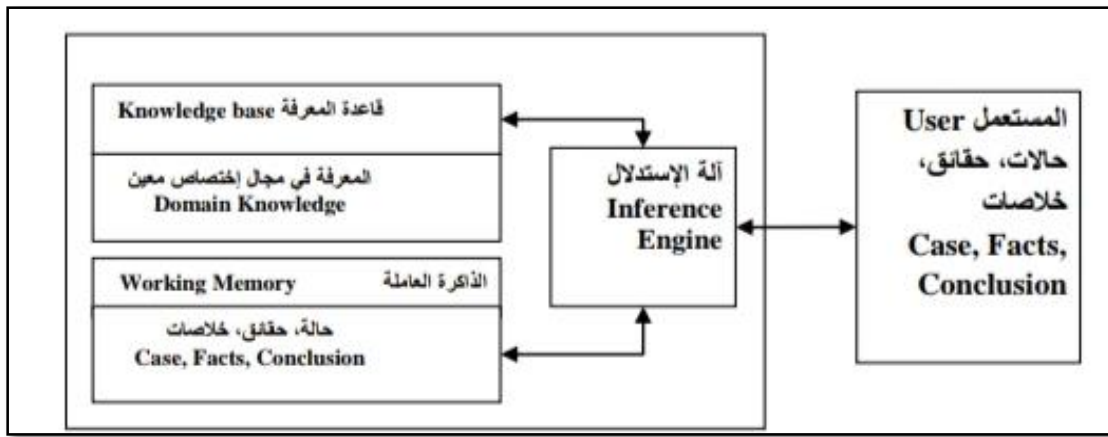 Knowledge base قاعدة المعرفة
المعرفة في مجال إختصاص معين
Domain Knowledge
Working Memory الذاكرة العاملة
حالة، حقائق، خلاصات
Case, Facts, Conclusion
آلة الإستدلال
Inference
Engine
المستعمل User
حالات، حقائق،
خلاصات
Case, Facts,
Conclusion